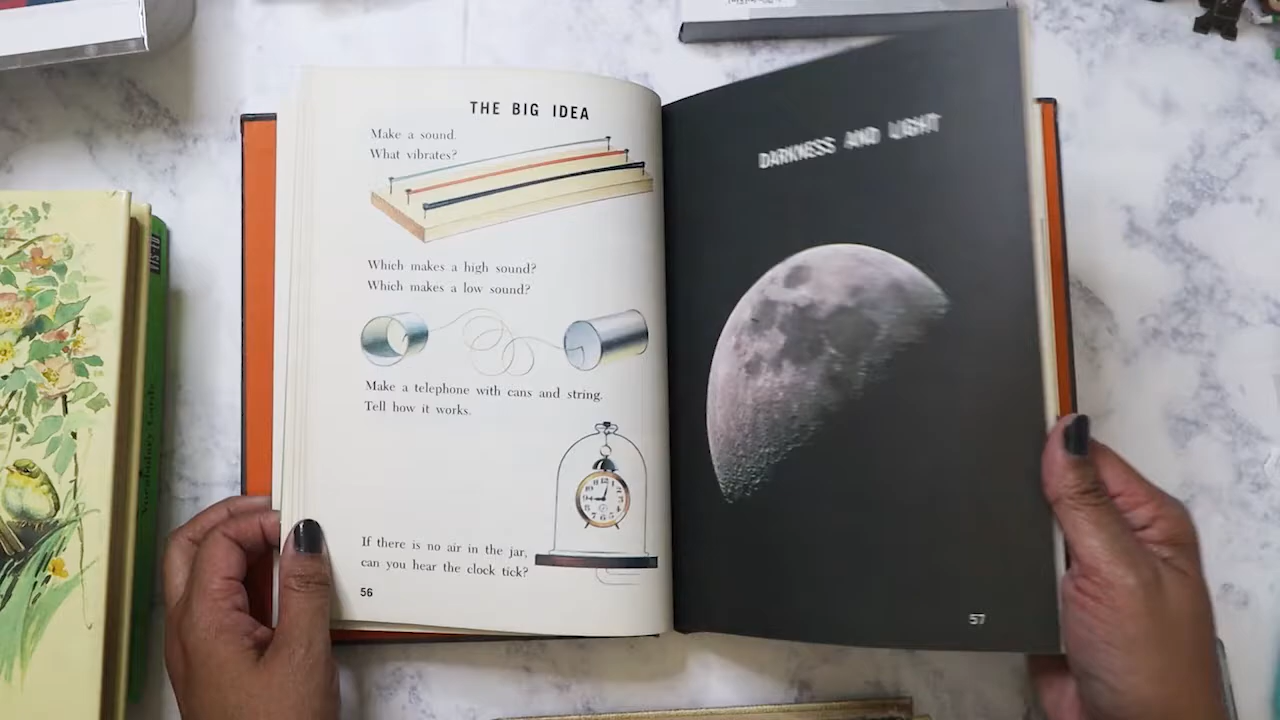 THE BIG IDEA
Make a sound.
What vibrates?
Which makes a high sound?
Which makes a low sound?
Make a telephone with cans and string.
Tell how it works.
If there is no air in the jar,
can you hear the clock tick?
56
DARKNESS AND LIGHT
57